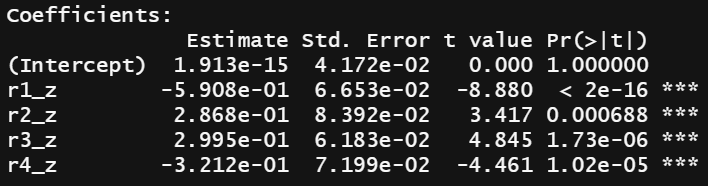 Coefficients:
Estimate Std. Error t value Pr(>|t|)
(Intercept) 1.913e-15 4.172e-02 0.000 1.000000
r1_z -5.908e-01 6.653e-02 -8.880 < 2e-16 ***
r2_z 2.868e-01 8.392e-02 3.417 0.000688 ***
r3_z 2.995e-01 6.183e-02 4.845 1.73e-06 ***
r4_z -3.212e-01 7.199e-02 -4.461 1.02e-05 ***